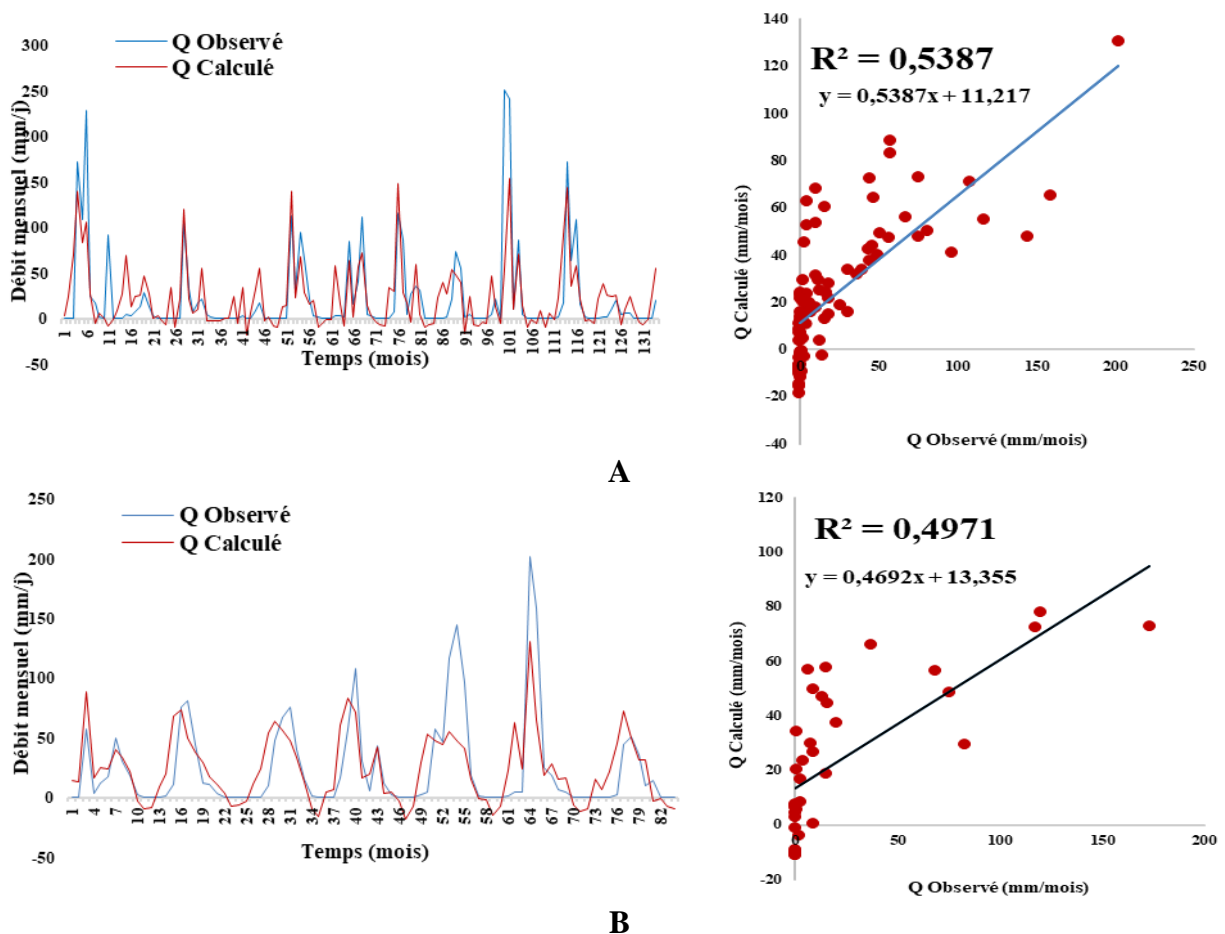 Q Observé
Q Calculé
Débit mensuel (mm/j)
300
250
200
150
100
50
0
-50
1 6 11 16 21 26 31 36 41 46 51 56 61 66 71 76 81 86 91 96 101 106 111 116 121 126 131
Temps (mois)
R² = 0,5387
y = 0,5387x + 11,217
Q Calculé (mm/mois)
140
120
100
80
60
40
20
0
-20
-40
0 50 100 150 200 250
Q Observé (mm/mois)
A
Q Observé
Q Calculé
Débit mensuel (mm/j)
250
200
150
100
50
0
-50
1 4 7 10 13 16 19 22 25 28 31 34 37 40 43 46 49 52 55 58 61 64 67 70 73 76 79 82
Temps (mois)
R² = 0,4971
y = 0,4692x + 13,355
Q Calculé (mm/mois)
120
100
80
60
40
20
0
-20
0 50 100 150 200
Q Observé (mm/mois)
B